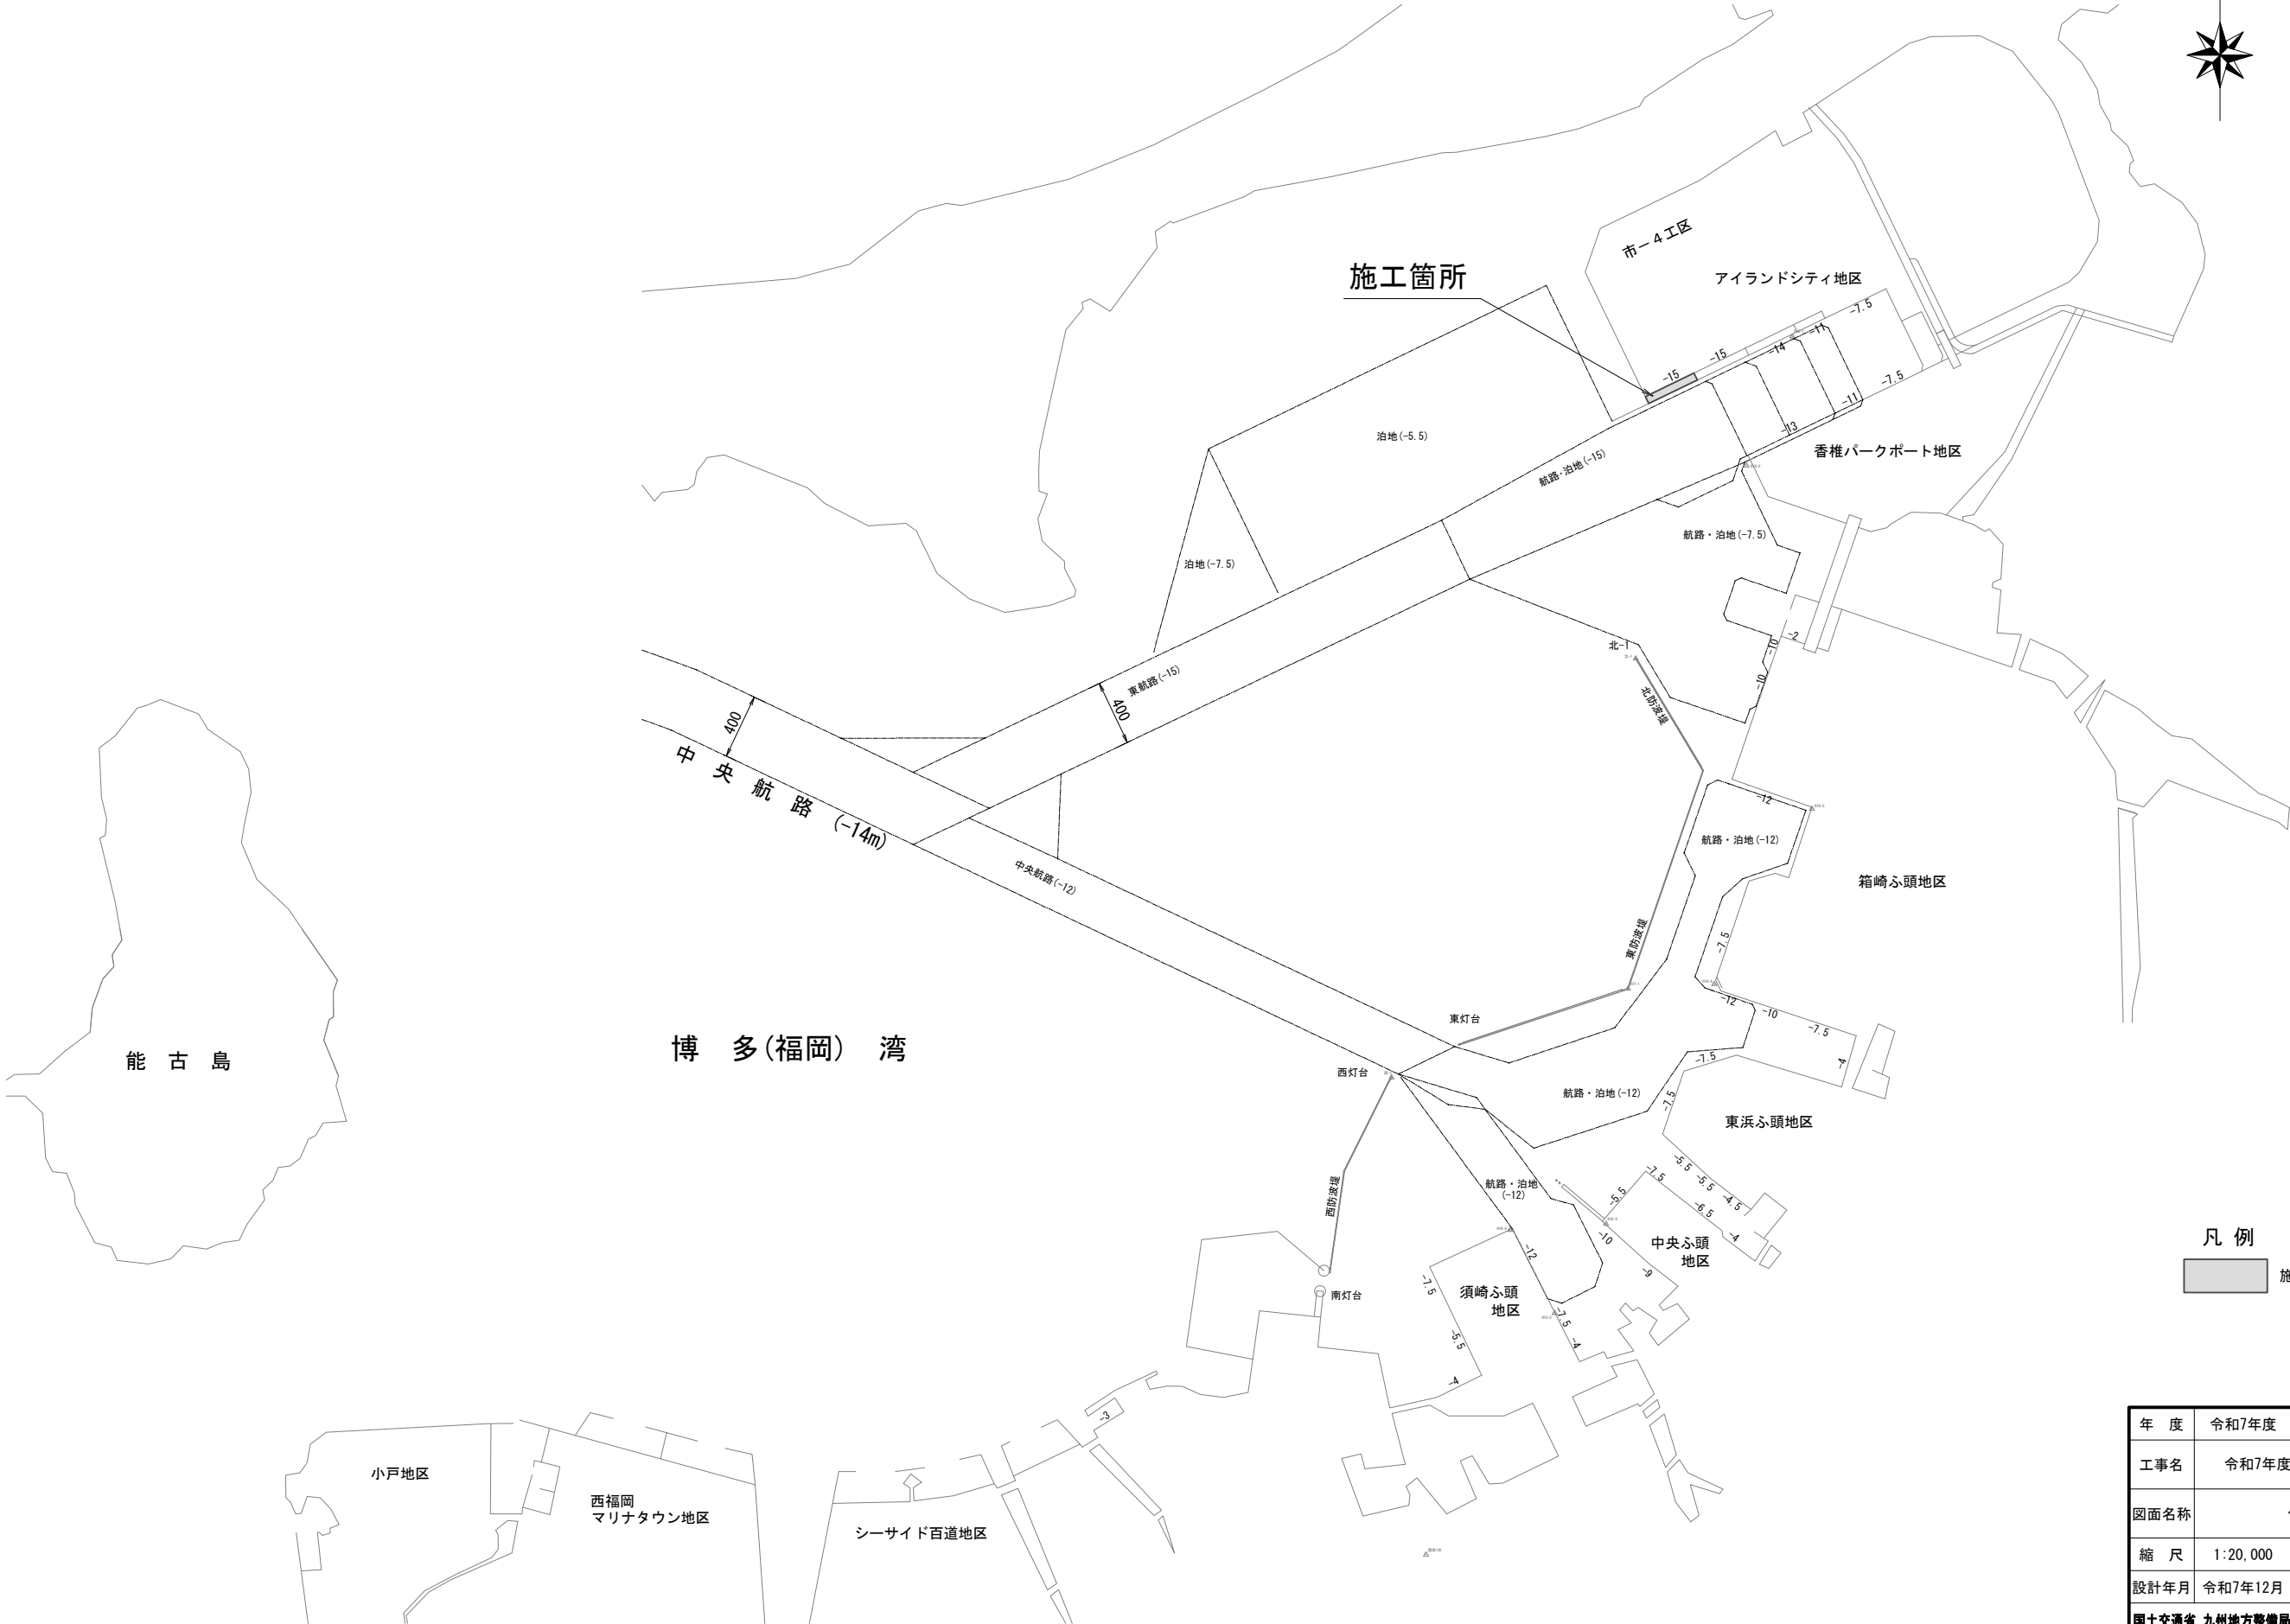 市－４工区
アイランドシティ地区
施工箇所
-7.5
-11
-14
-15
-15
-7.5
-11
-13
泊地(-5.5)
航路・泊地(-15)
香椎パークポート地区
航路・泊地(-7.5)
泊地(-7.5)
-2
-10
-10
北-1
北防波堤
東航路(-15)
400
400
中央航路 (-14m)
中央航路(-12)
-12
航路・泊地(-12)
箱崎ふ頭地区
東防波堤
-7.5
-12
-10
-7.5
-4
東灯台
博 多(福岡) 湾
能 古 島
西灯台
-7.5
航路・泊地(-12)
-7.5
東浜ふ頭地区
-5.5
-5.5
-4.5
-7.5
-5.5
-6.5
-4
航路・泊地
(-12)
西防波堤
-12
-10
-9
中央ふ頭
地区
凡 例
-7.5
須崎ふ頭
地区
南灯台
-7.5
-4
-5.5
-4
-3
小戸地区
西福岡
マリナタウン地区
シーサイド百道地区
年 度 令和7年度
工事名 令和7年度
図面名称
縮 尺 1:20,000
設計年月 令和7年12月
国土交通省 九州地方整備局